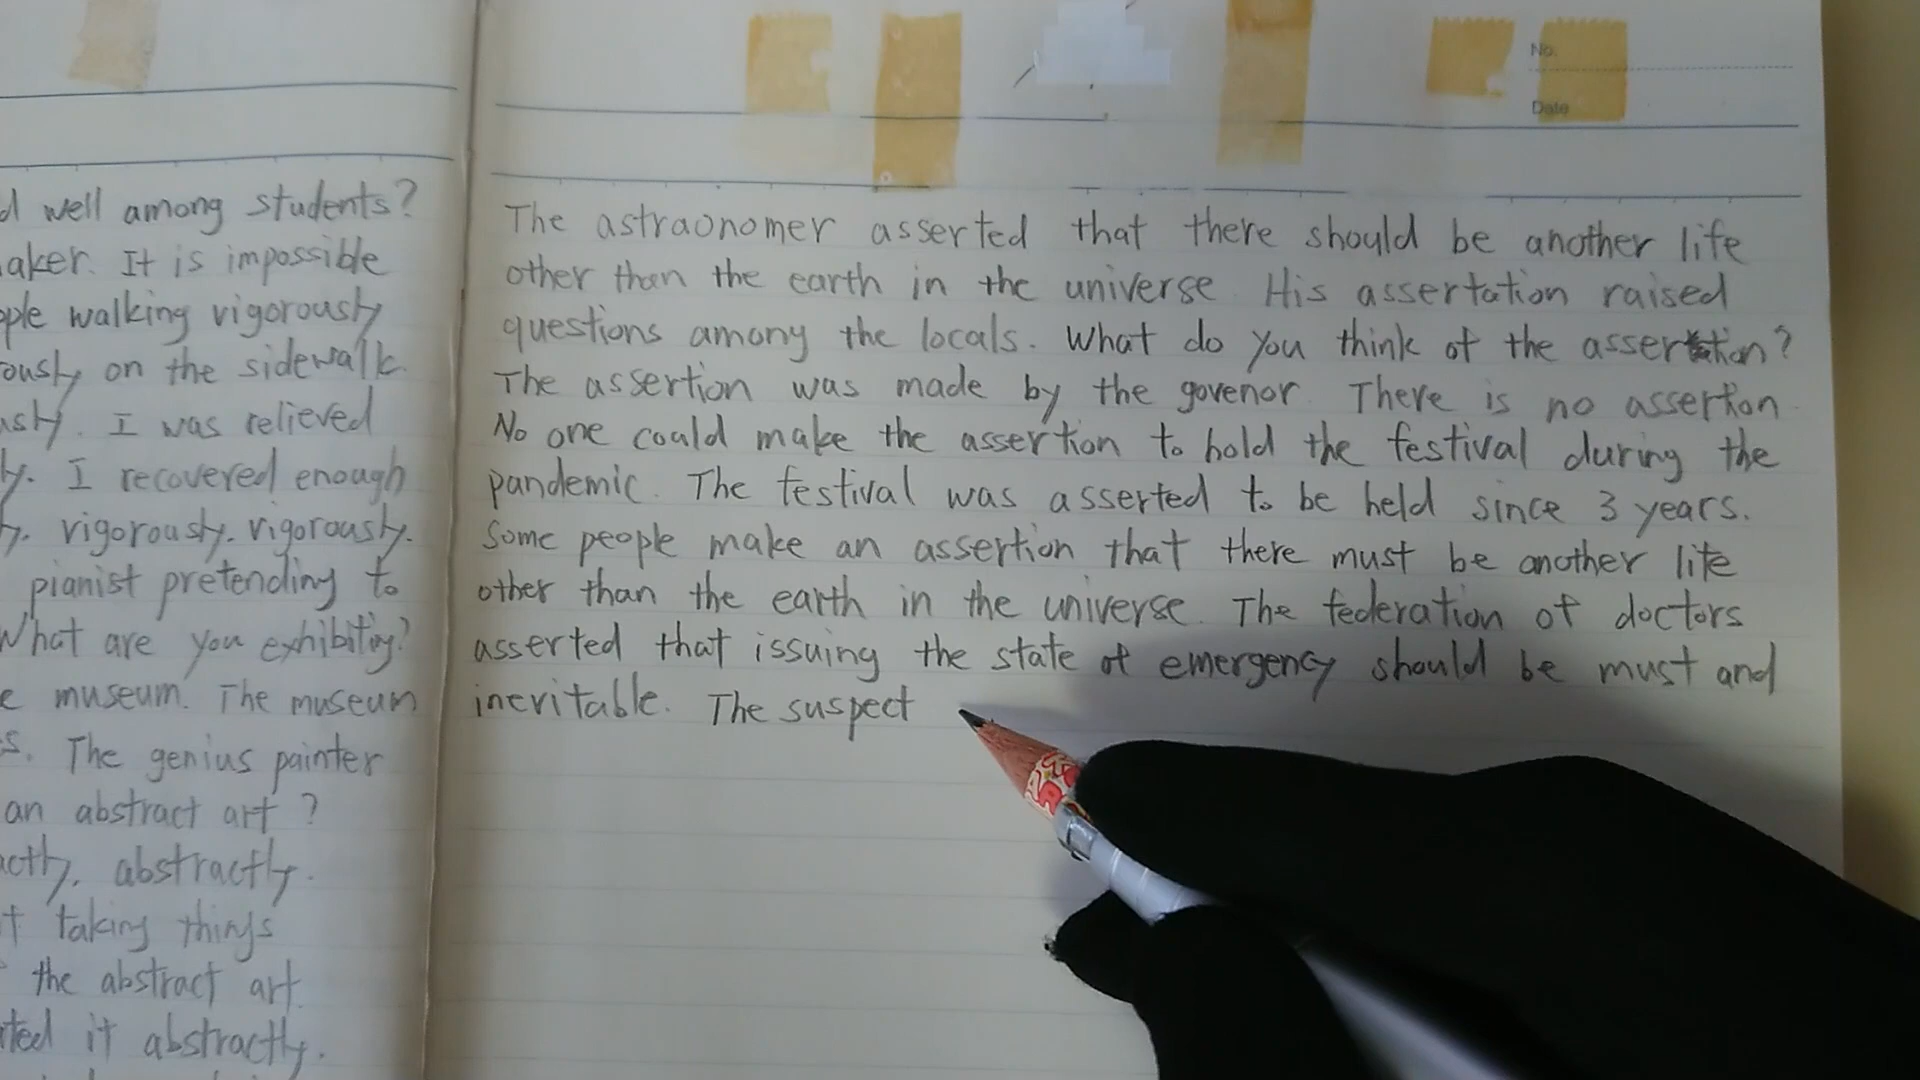 d well among students?
aker. It is impossible
ople walking vigorously
ously on the sidewalk.
usly. I was relieved
ly. I recovered enough
y. vigorously. vigorously.
pianist pretending to
What are you exhibiting?
e museum. The museum
s. The genius painter
an abstract art?
actly, abstractly.
t taking things
the abstract art.
ted it abstractly.
No.
Date
The astraonomer asserted that there should be another life
other than the earth in the universe. His assertation raised
questions among the locals. What do you think of the assertion?
The assertion was made by the govenor. There is no assertion
No one could make the assertion to hold the festival during the
pandemic. The festival was asserted to be held since 3 years.
Some people make an assertion that there must be another life
other than the earth in the universe. The federation of doctors
asserted that issuing the state of emergency should be must and
inevitable. The suspect